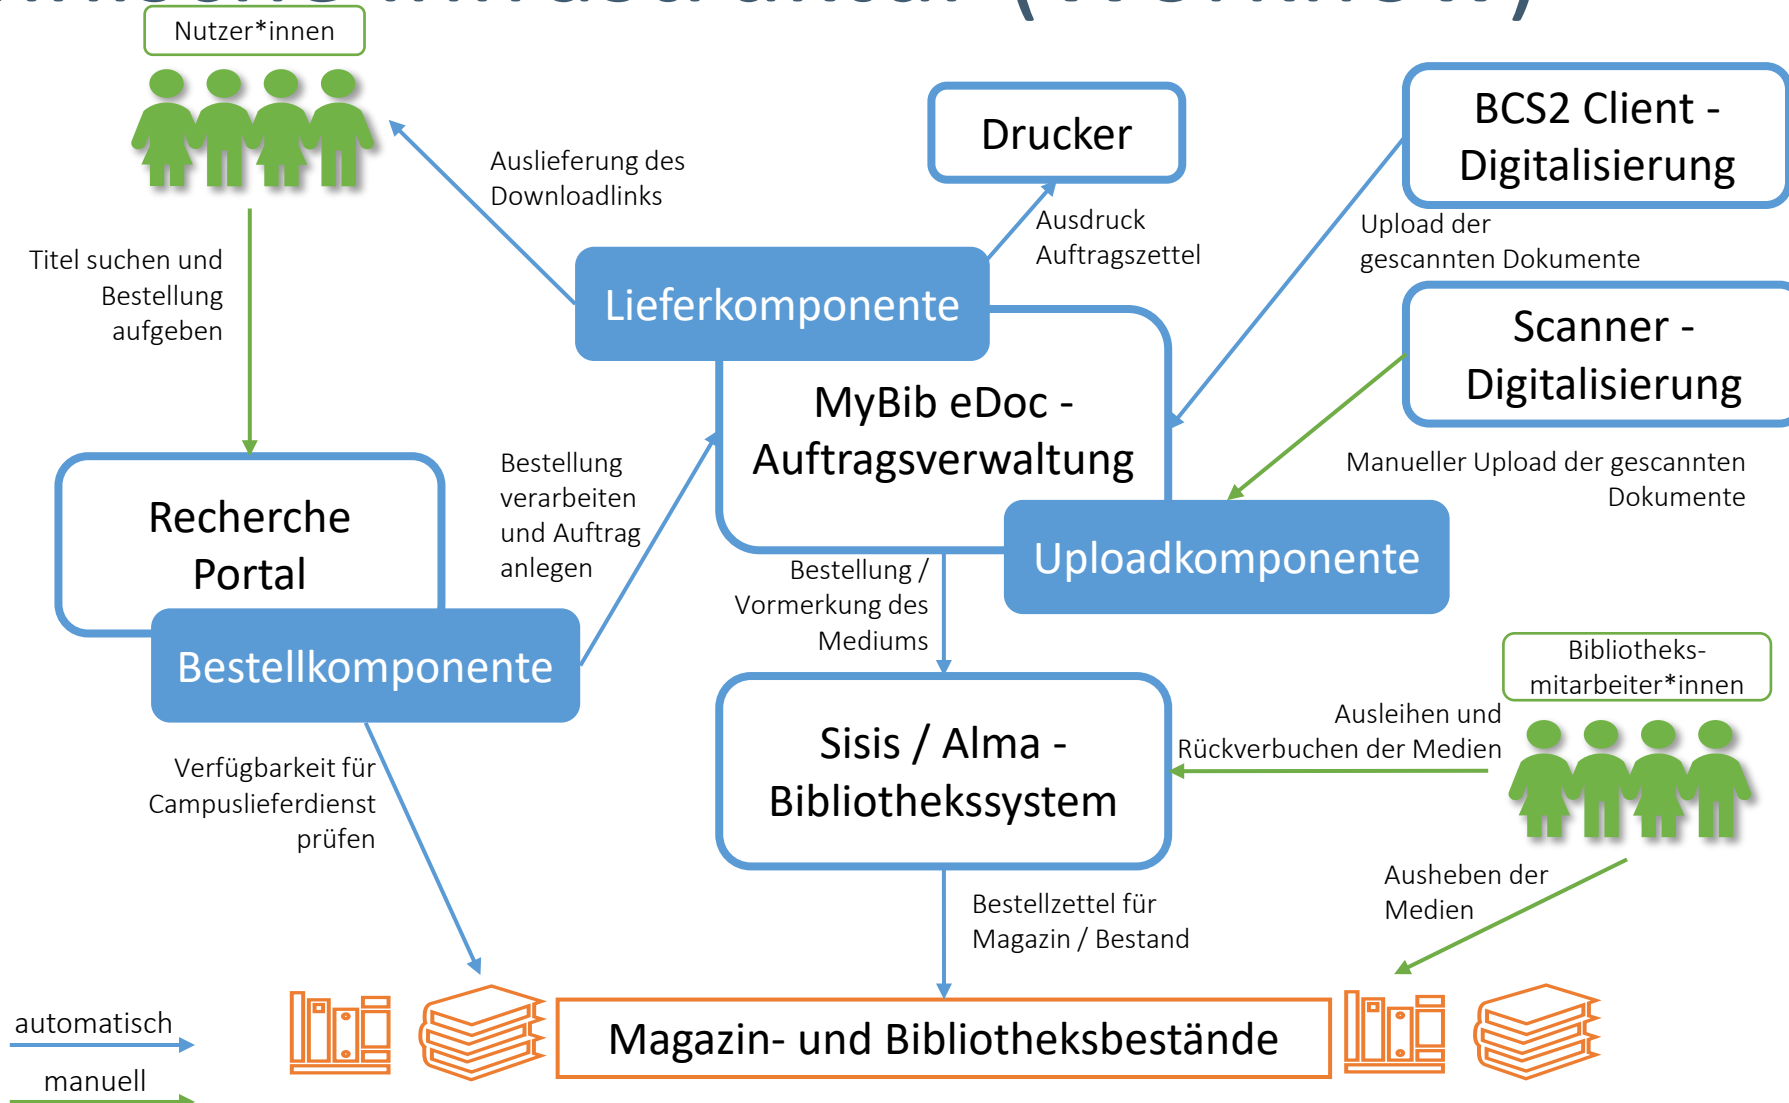 (Workflow)
Nutzer*innen
Drucker
BCS2 Client -
Digitalisierung
Auslieferung des
Downloadlinks
Ausdruck
Auftragszettel
Upload der
gescannten Dokumente
Titel suchen und
Bestellung
aufgeben
Lieferkomponente
Scanner -
Digitalisierung
MyBib eDoc -
Auftragsverwaltung
Manueller Upload der gescannten
Dokumente
Recherche
Portal
Bestellung
verarbeiten
und Auftrag
anlegen
Uploadkomponente
Bestellung /
Vormerkung des
Mediums
Bestellkomponente
Bibliotheks-
mitarbeiter*innen
Ausleihen und
Rückverbuchen der Medien
Sisis / Alma -
Bibliothekssystem
Verfügbarkeit für
Campuslieferdienst
prüfen
Ausheben der
Medien
Bestellzettel für
Magazin / Bestand
automatisch
manuell
Magazin- und Bibliotheksbestände